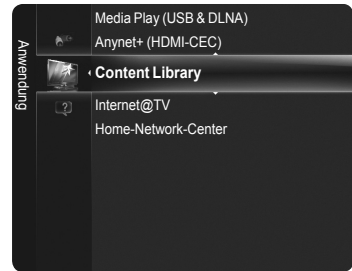 Anwendung
Media Play (USB & DLNA)
Anynet+ (HDMI-CEC)
Content Library
Internet@TV
Home-Network-Center